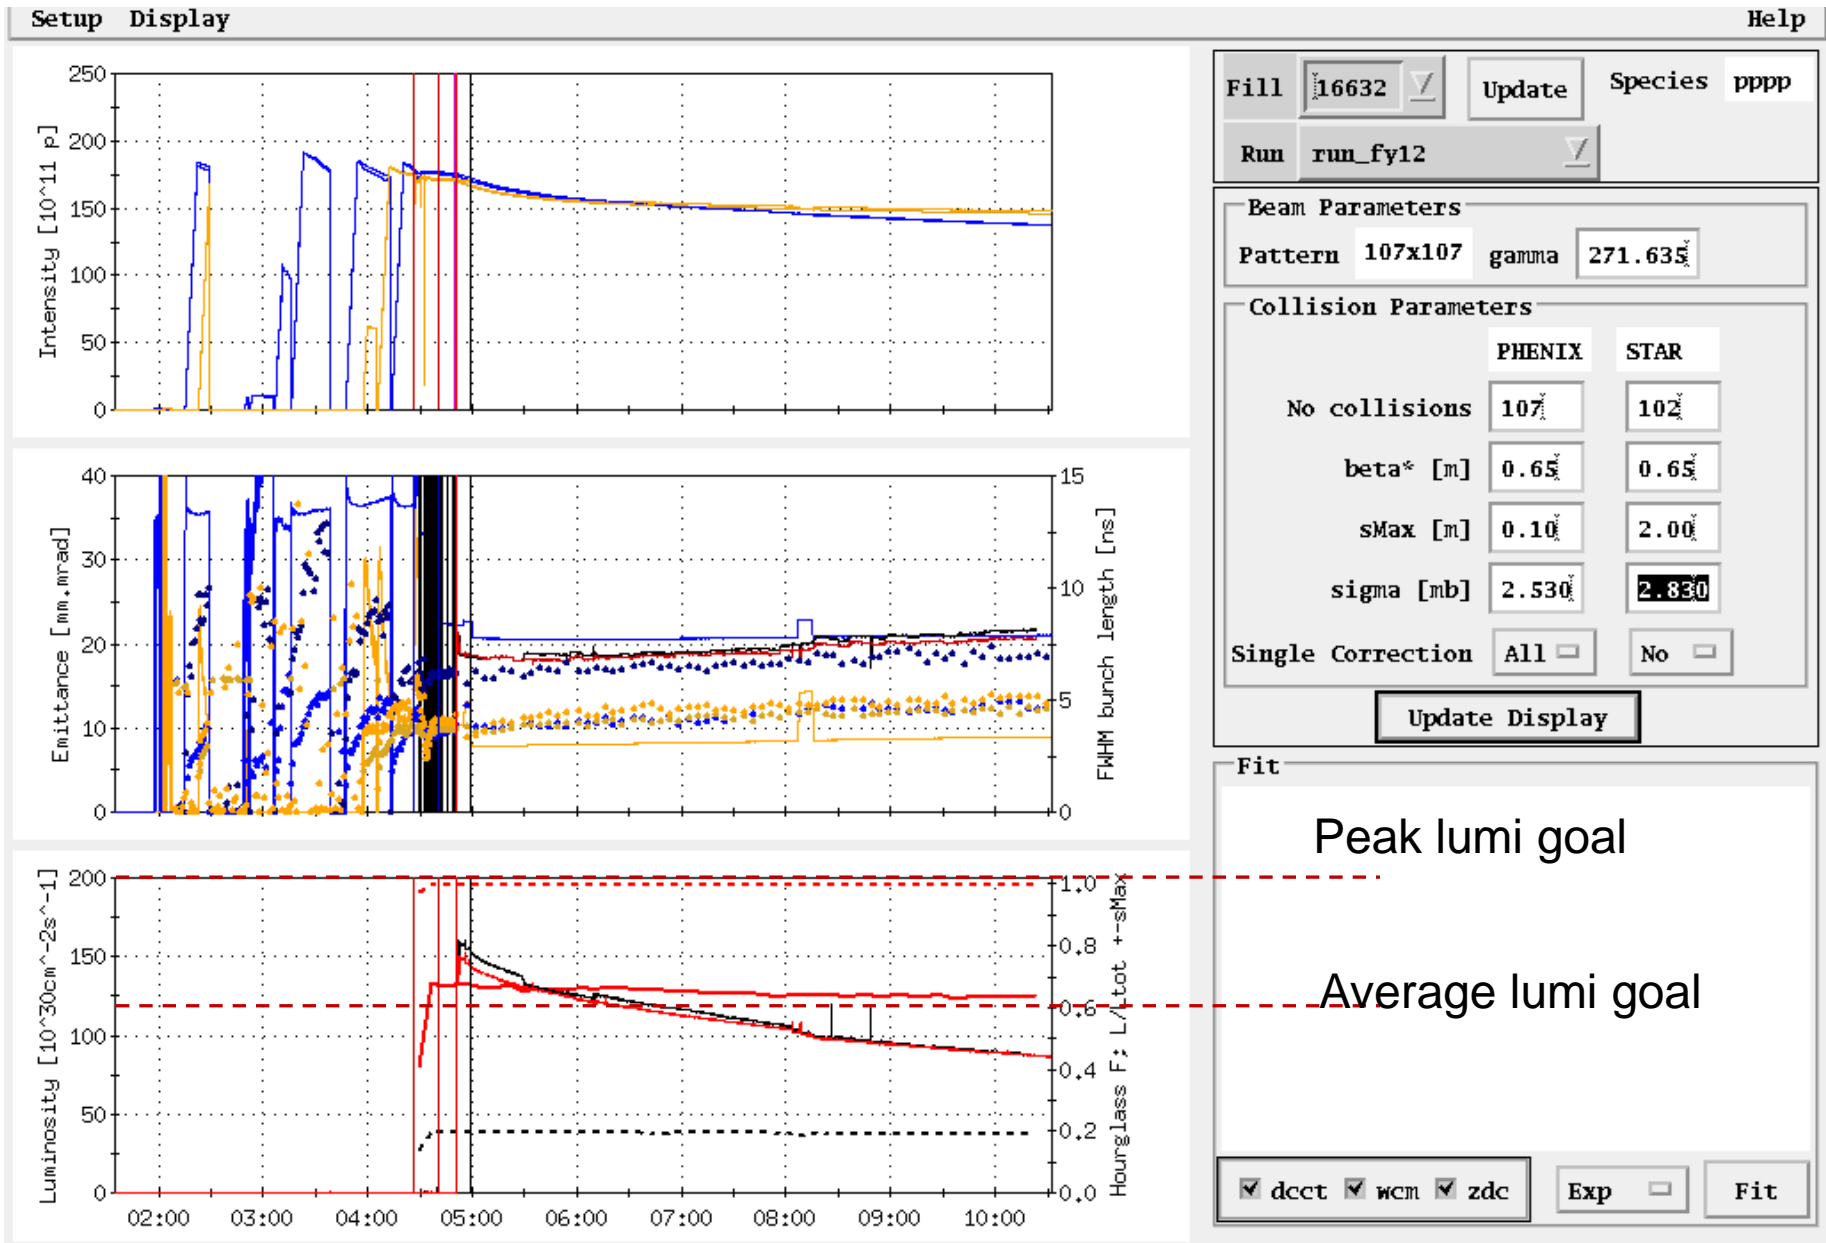 Setup Display Help
250
200
150
100
50
0
Intensity [10^11 p]
40
30
20
10
0
Emittance [mm.mrad]
15
10
5
0
FWHM bunch length [ns]
200
150
100
50
0
Luminosity [10^30cm^-2s^-1]
1.0
0.8
0.6
0.4
0.2
0.0
Hourglass F; L/Ltot +-sMax
02:00 03:00 04:00 05:00 06:00 07:00 08:00 09:00 10:00
Fill 16632 Update Species pppp
Run run_fy12
Beam Parameters
Pattern 107x107 gamma 271.635
Collision Parameters
PHENIX STAR
No collisions 107 102
beta* [m] 0.65 0.65
sMax [m] 0.10 2.00
sigma [mb] 2.530 2.830
Single Correction All No
Update Display
Fit
Peak lumi goal
Average lumi goal
dcct wcm zdc Exp Fit